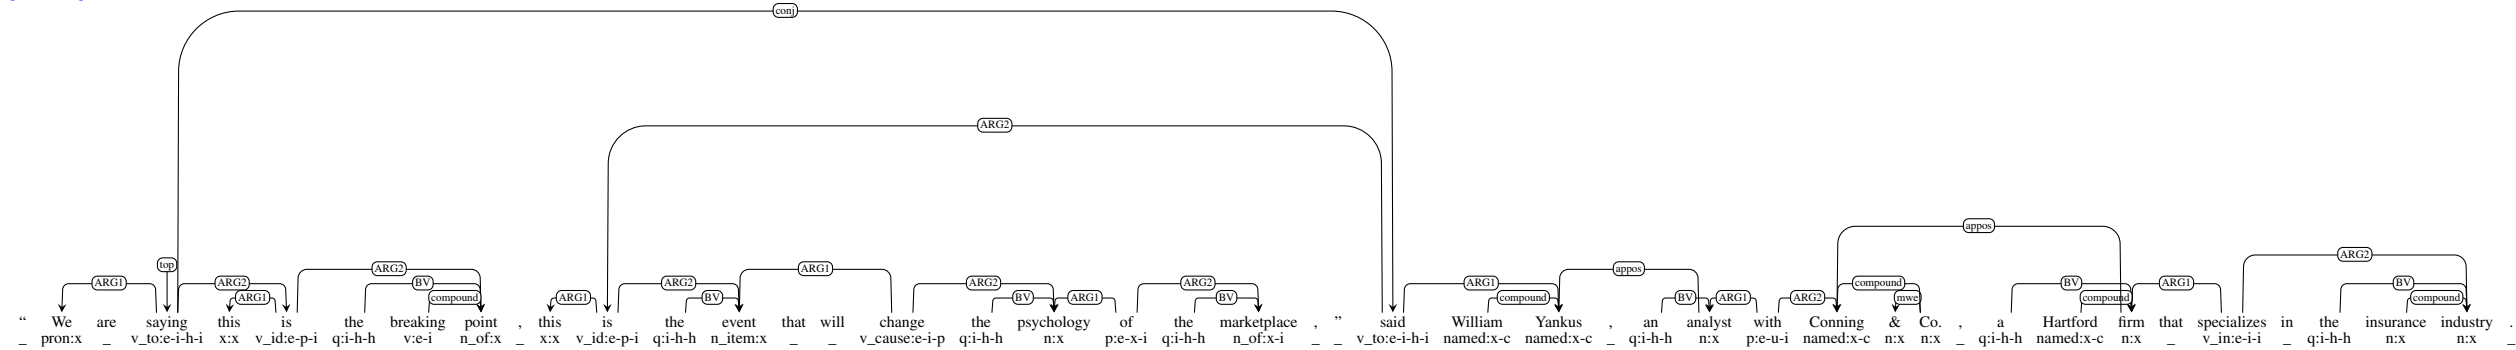 conj
ARG2
appos
ARG2
top
ARG2
ARG1
appos
ARG1 ARG2 BV ARG2 ARG2 ARG2 ARG1 compound BV ARG1 BV
ARG1 compound ARG1 BV BV ARG1 BV compound BV ARG1 ARG2 mwe compound compound
“ We are saying this is the breaking point , this is the event that will change the psychology of the marketplace , ” said William Yankus , an analyst with Conning & Co. , a Hartford firm that specializes in the insurance industry .
_ pron:x _ v_to:e-i-h-i x:x v_id:e-p-i q:i-h-h v:e-i n_of:x _ x:x v_id:e-p-i q:i-h-h n_item:x _ _ v_cause:e-i-p q:i-h-h n:x p:e-x-i q:i-h-h n_of:x-i _ _ v_to:e-i-h-i named:x-c named:x-c _ q:i-h-h n:x p:e-u-i named:x-c n:x n:x _ q:i-h-h named:x-c n:x _ v_in:e-i-i _ q:i-h-h n:x n:x _